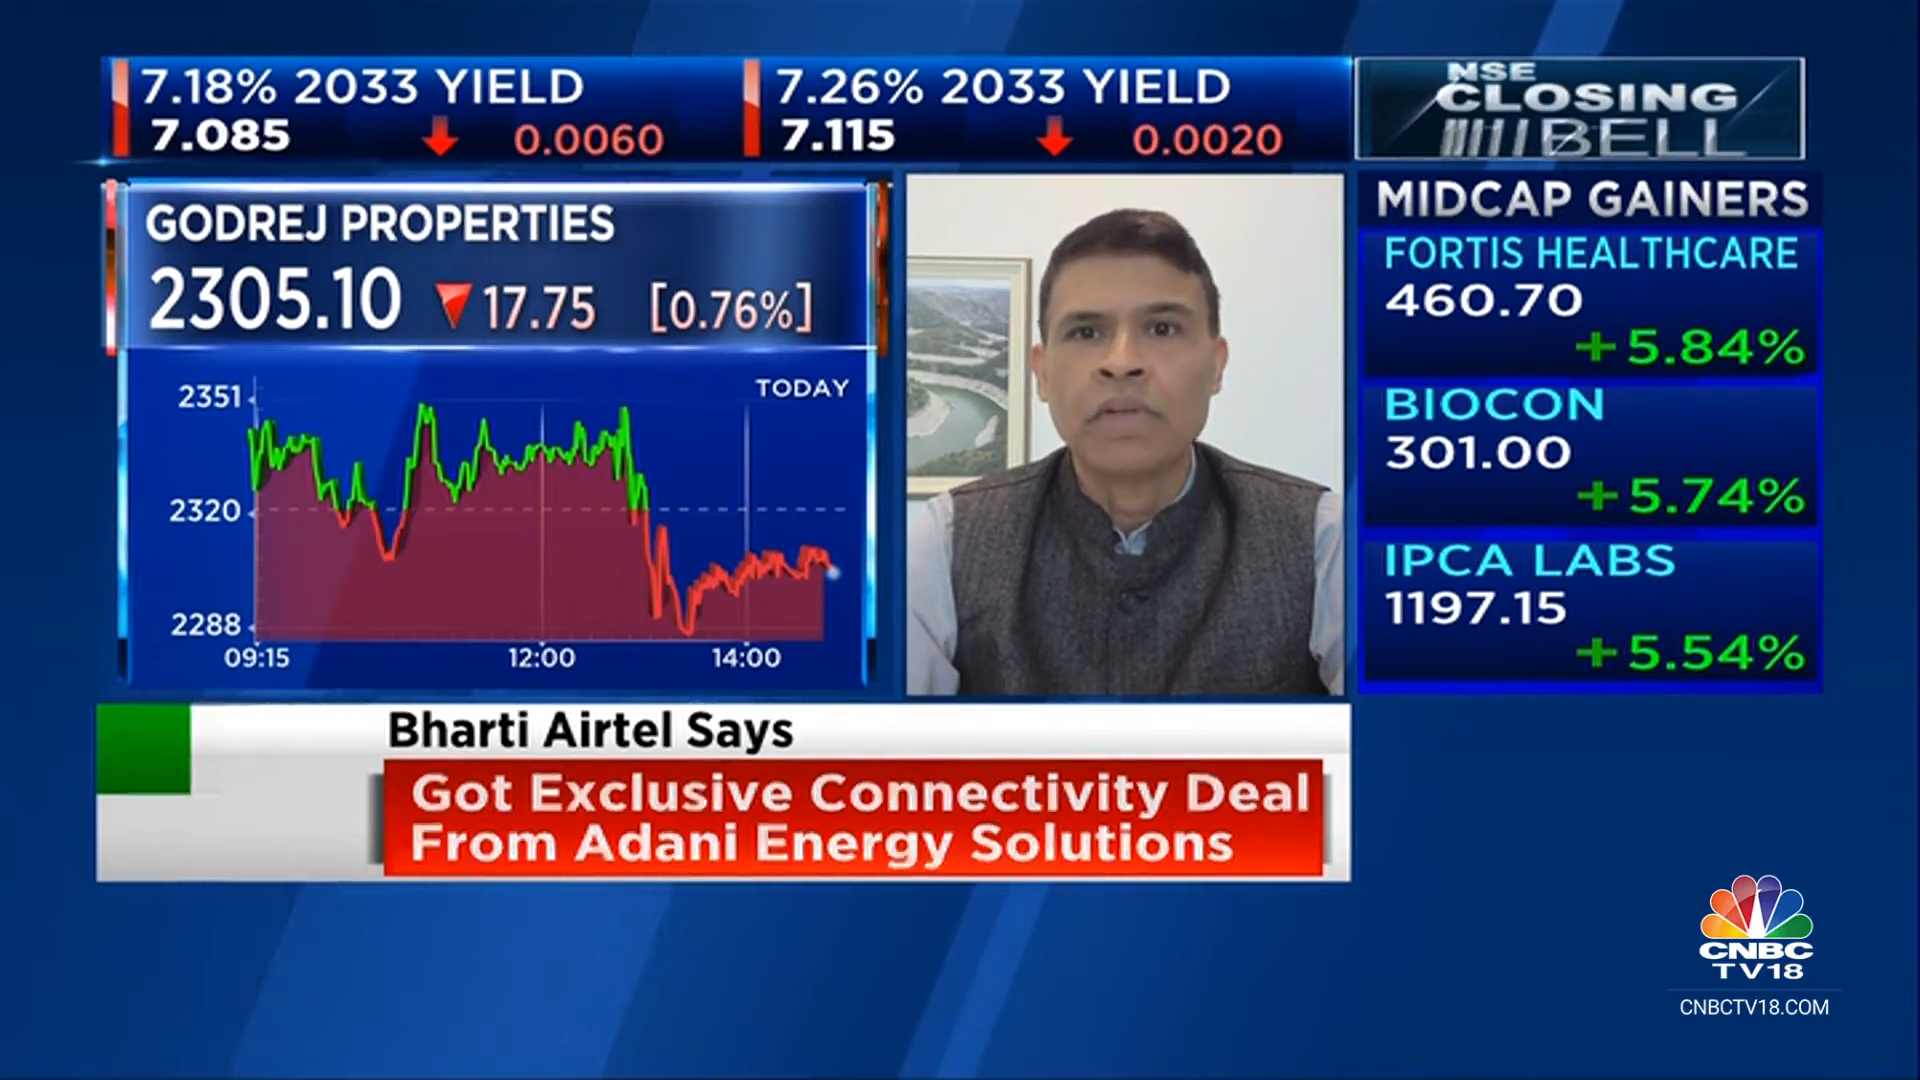 7.18% 2033 YIELD
7.085 0.0060
7.26% 2033 YIELD
7.115 0.0020
NSE
CLOSING
BELL
GODREJ PROPERTIES
2305.10 17.75 [0.76%]
TODAY
2351
2320
2288
09:15 12:00 14:00
MIDCAP GAINERS
FORTIS HEALTHCARE
460.70
+5.84%
BIOCON
301.00
+5.74%
IPCA LABS
1197.15
+5.54%
Bharti Airtel Says
Got Exclusive Connectivity Deal
From Adani Energy Solutions
CNBC
TV18
CNBCTV18.COM